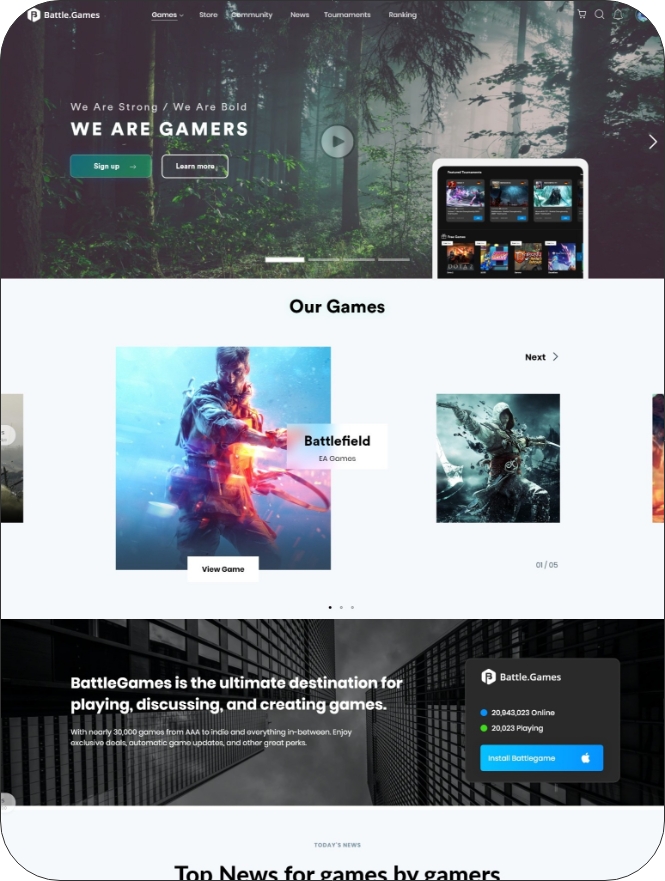 Battle.Games
Games
Store
Community
News
Tournaments
Ranking
We Are Strong / We Are Bold
WE ARE GAMERS
Sign up
Learn more
Featured Tournaments
Free Games
Our Games
Next
Battlefield
EA Games
View Game
01 / 05
BattleGames is the ultimate destination for
playing, discussing, and creating games.
With nearly 30,000 games from AAA to indie and everything in-between. Enjoy
exclusive deals, automatic game updates, and other great perks.
Battle.Games
20,943,023 Online
20,023 Playing
Install Battlegame
TODAY'S NEWS
Top News for games by gamers